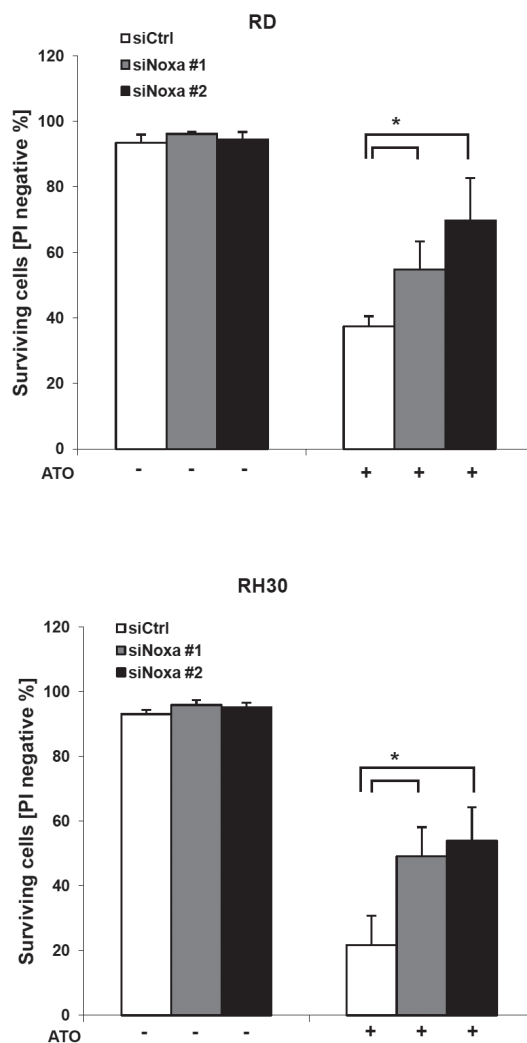 RD
siCtrl
siNoxa #1
siNoxa #2
Surviving cells [PI negative %]
120
100
80
60
40
20
0
*
ATO - - - + + +
RH30
siCtrl
siNoxa #1
siNoxa #2
Surviving cells [PI negative %]
120
100
80
60
40
20
0
*
ATO - - - + + +